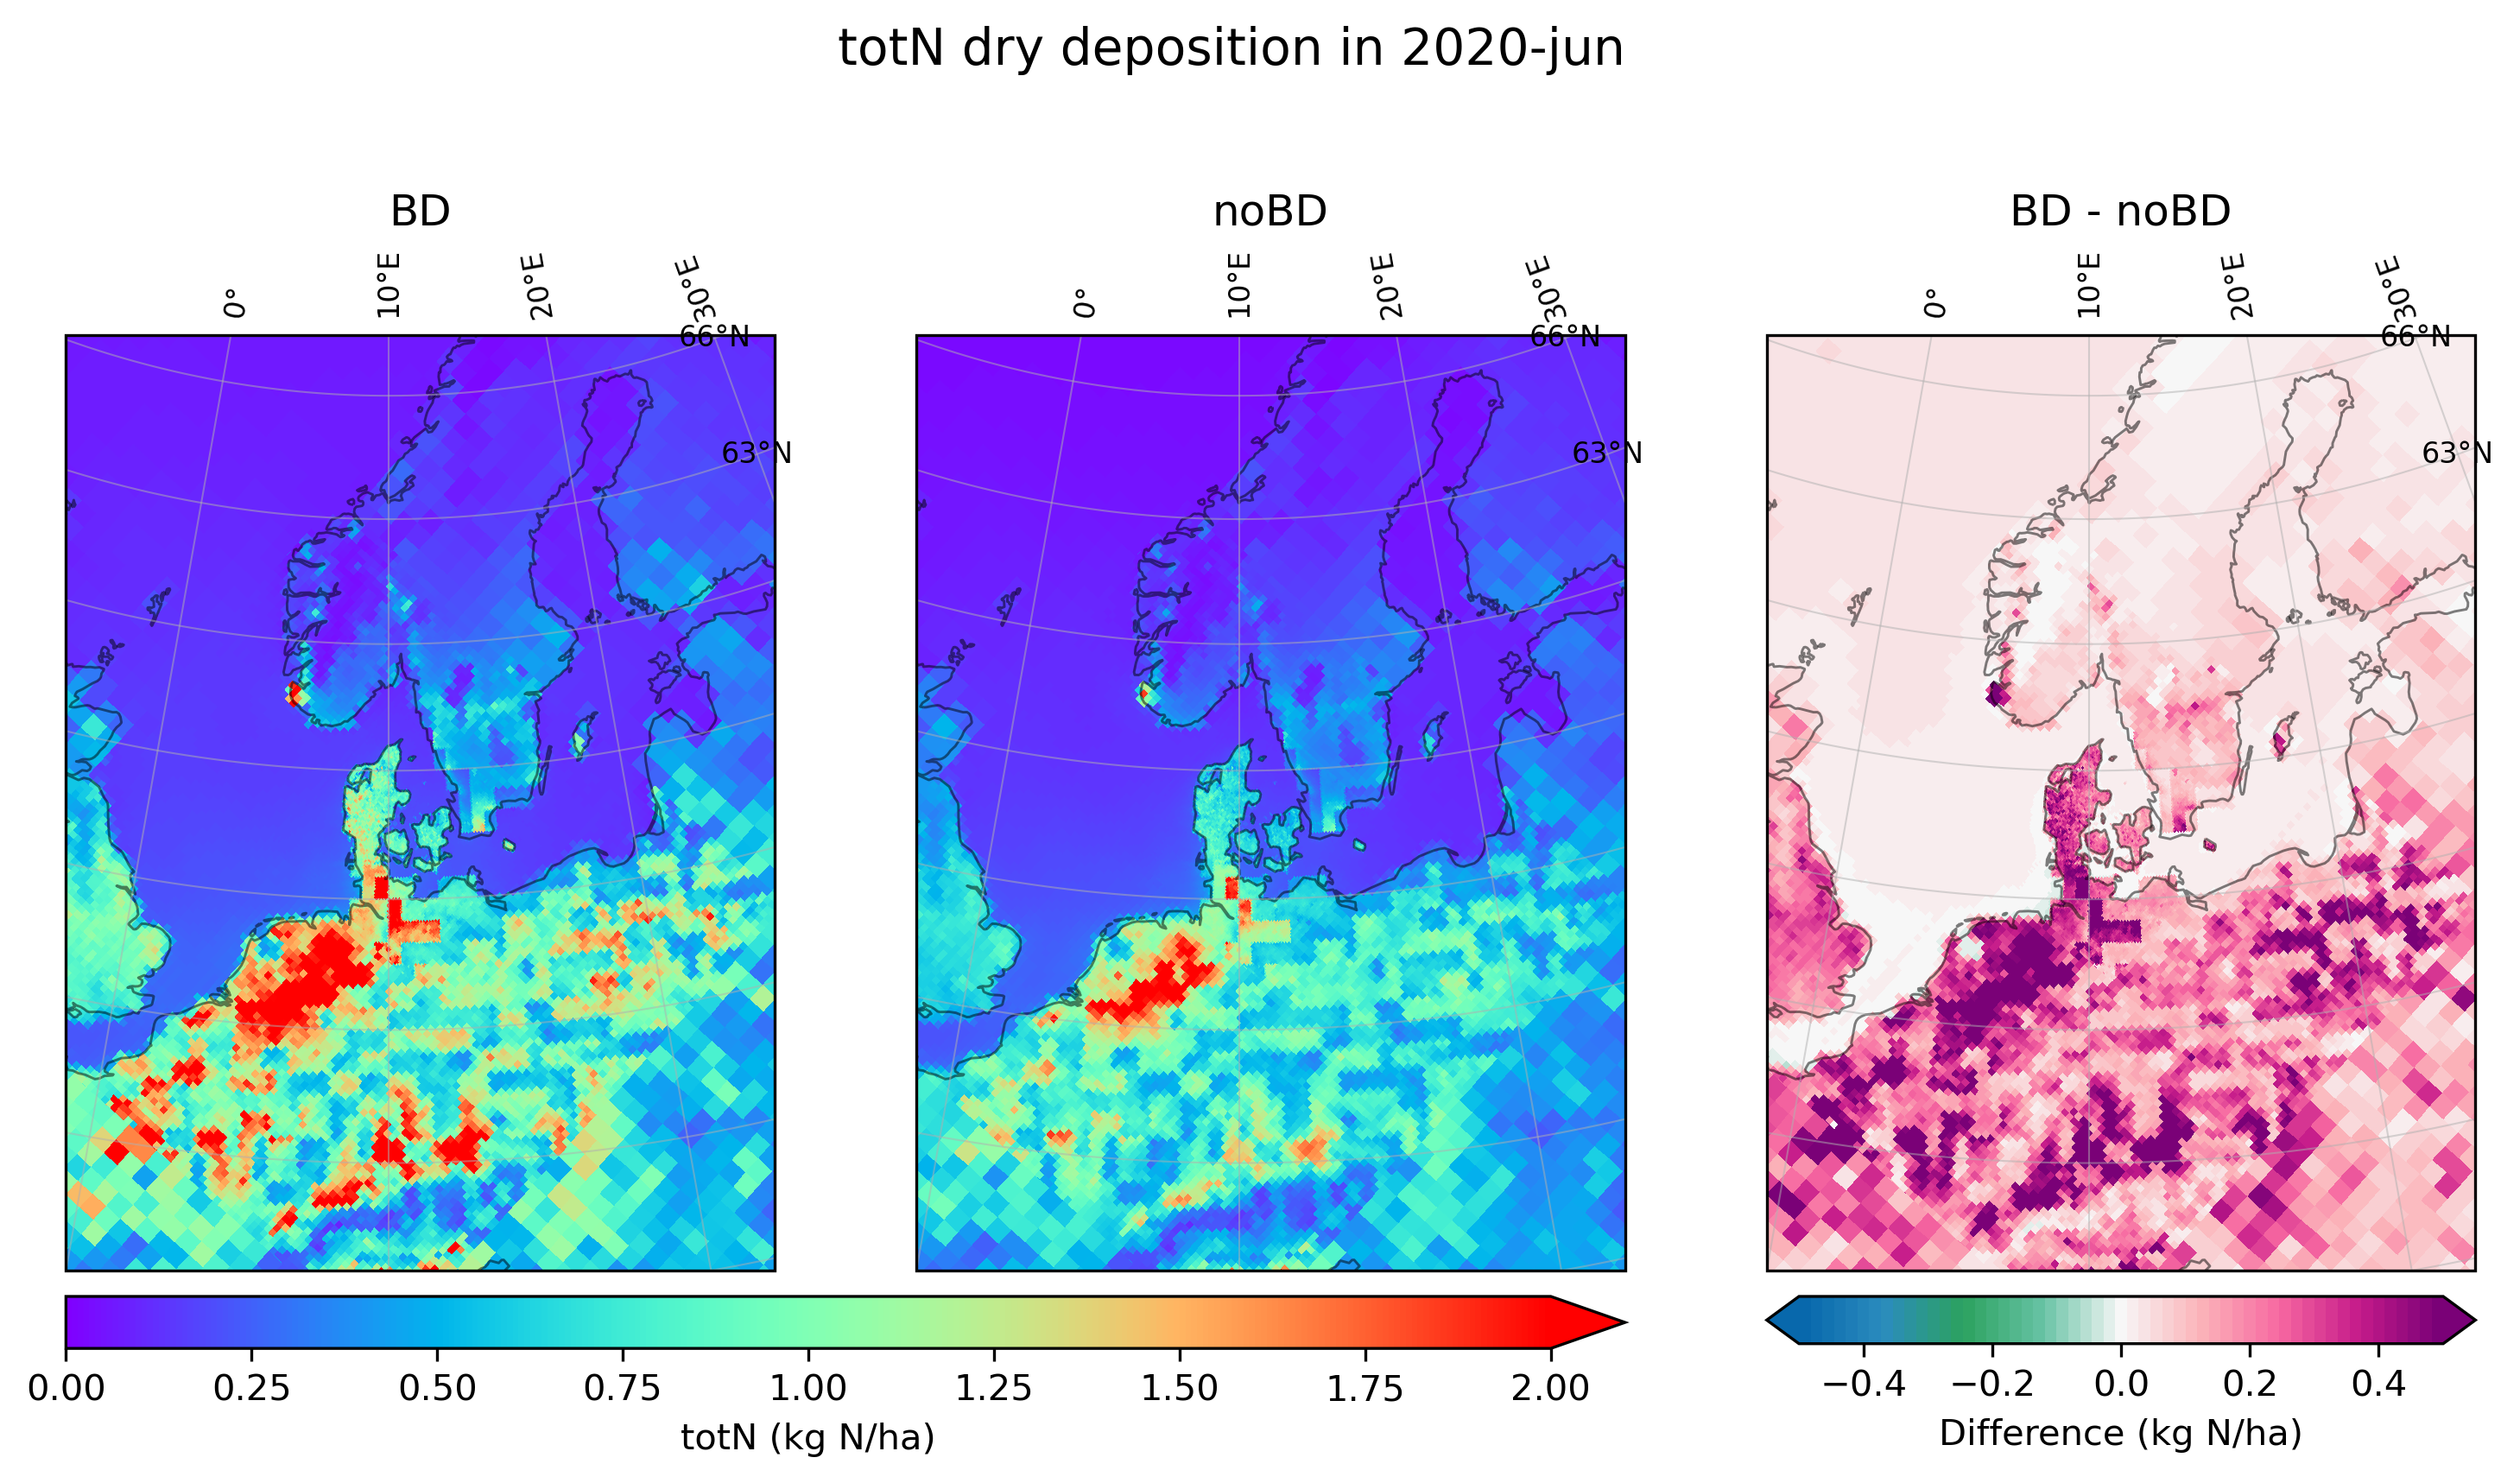 totN dry deposition in 2020-jun
BD
noBD
BD - noBD
0°
10°E
20°E
30°E
0°
10°E
20°E
30°E
0°
10°E
20°E
30°E
66°N
66°N
66°N
63°N
63°N
63°N
0.00
0.25
0.50
0.75
1.00
1.25
1.50
1.75
2.00
−0.4
−0.2
0.0
0.2
0.4
totN (kg N/ha)
Difference (kg N/ha)